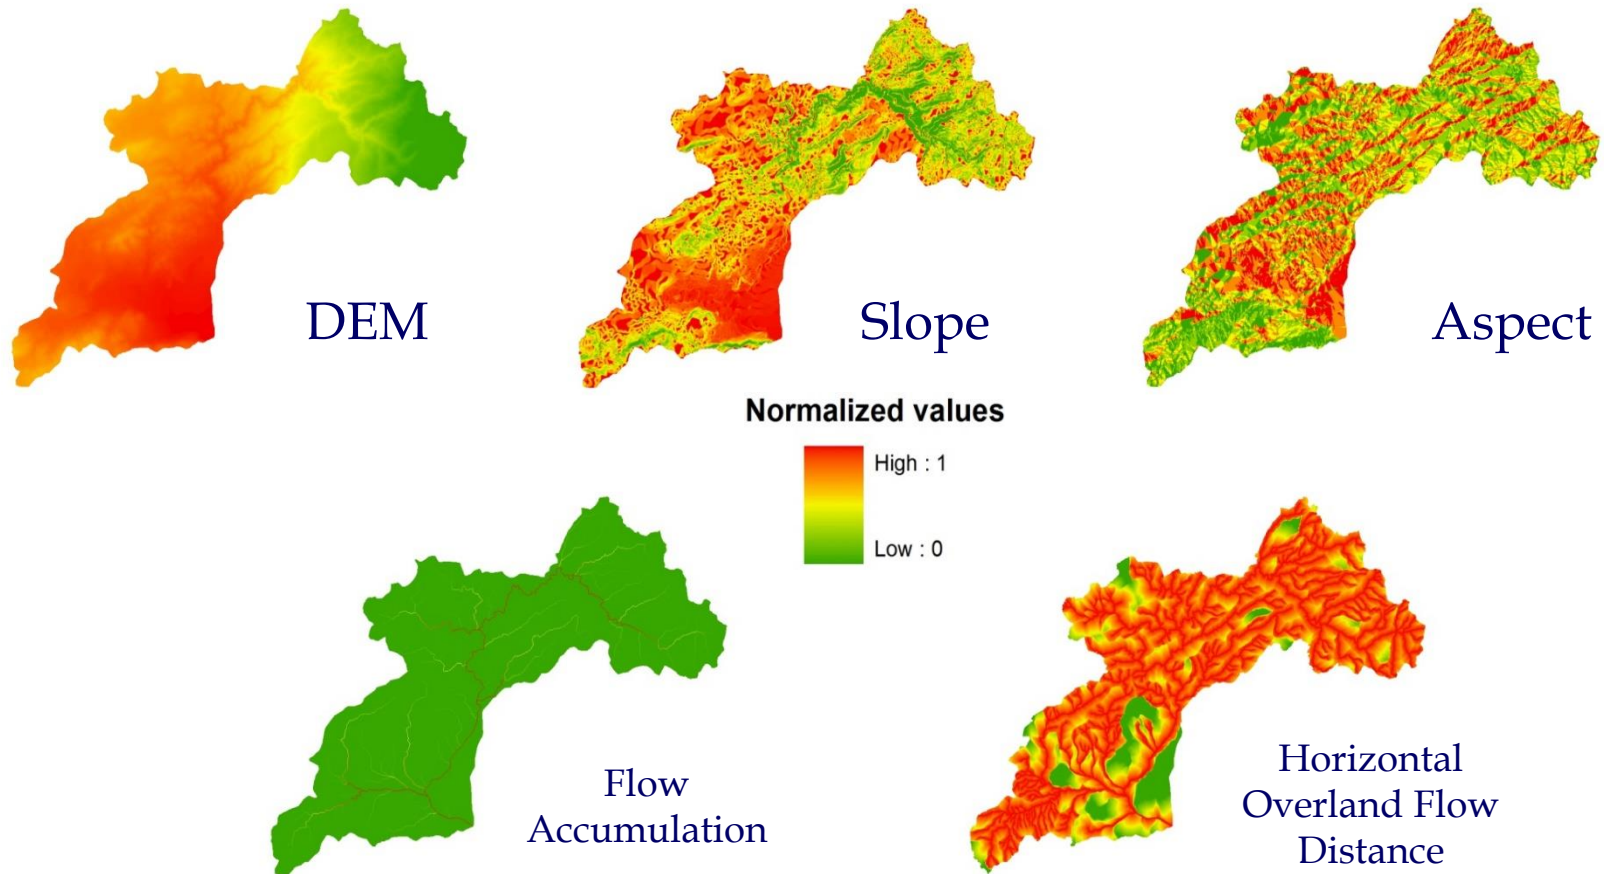 DEM
Slope
Aspect
Normalized values
High : 1
Low : 0
Flow
Accumulation
Horizontal
Overland Flow
Distance